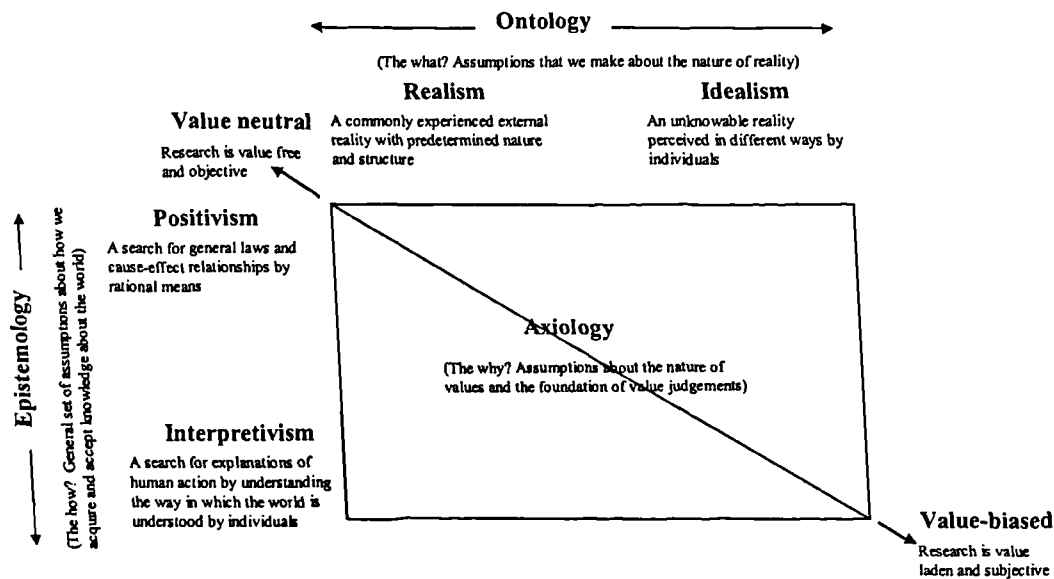 Ontology
(The what? Assumptions that we make about the nature of reality)
Realism
A commonly experienced external
reality with predetermined nature
and structure
Idealism
An unknowable reality
perceived in different ways by
individuals
Value neutral
Research is value free
and objective
Positivism
A search for general laws and
cause-effect relationships by
rational means
Epistemology
(The how? General set of assumptions about how we
acqure and accept knowledge about the world)
Axiology
(The why? Assumptions about the nature of
values and the foundation of value judgements)
Interpretivism
A search for explanations of
human action by understanding
the way in which the world is
understood by individuals
Value-biased
Research is value
laden and subjective